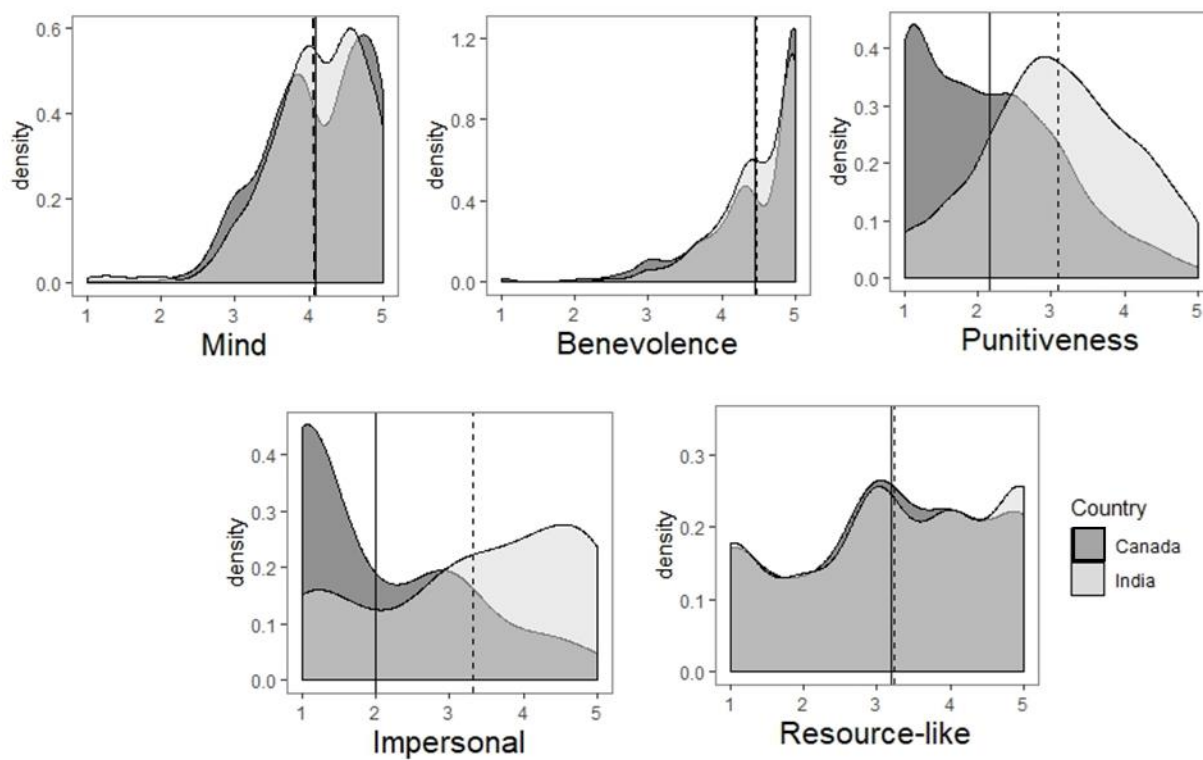 0.6
0.4
0.2
0.0
density
1 2 3 4 5
Mind
1.2
0.8
0.4
0.0
density
1 2 3 4 5
Benevolence
0.4
0.3
0.2
0.1
0.0
density
1 2 3 4 5
Punitiveness
0.4
0.3
0.2
0.1
0.0
density
1 2 3 4 5
Impersonal
0.3
0.2
0.1
0.0
density
1 2 3 4 5
Resource-like
Country
Canada
India